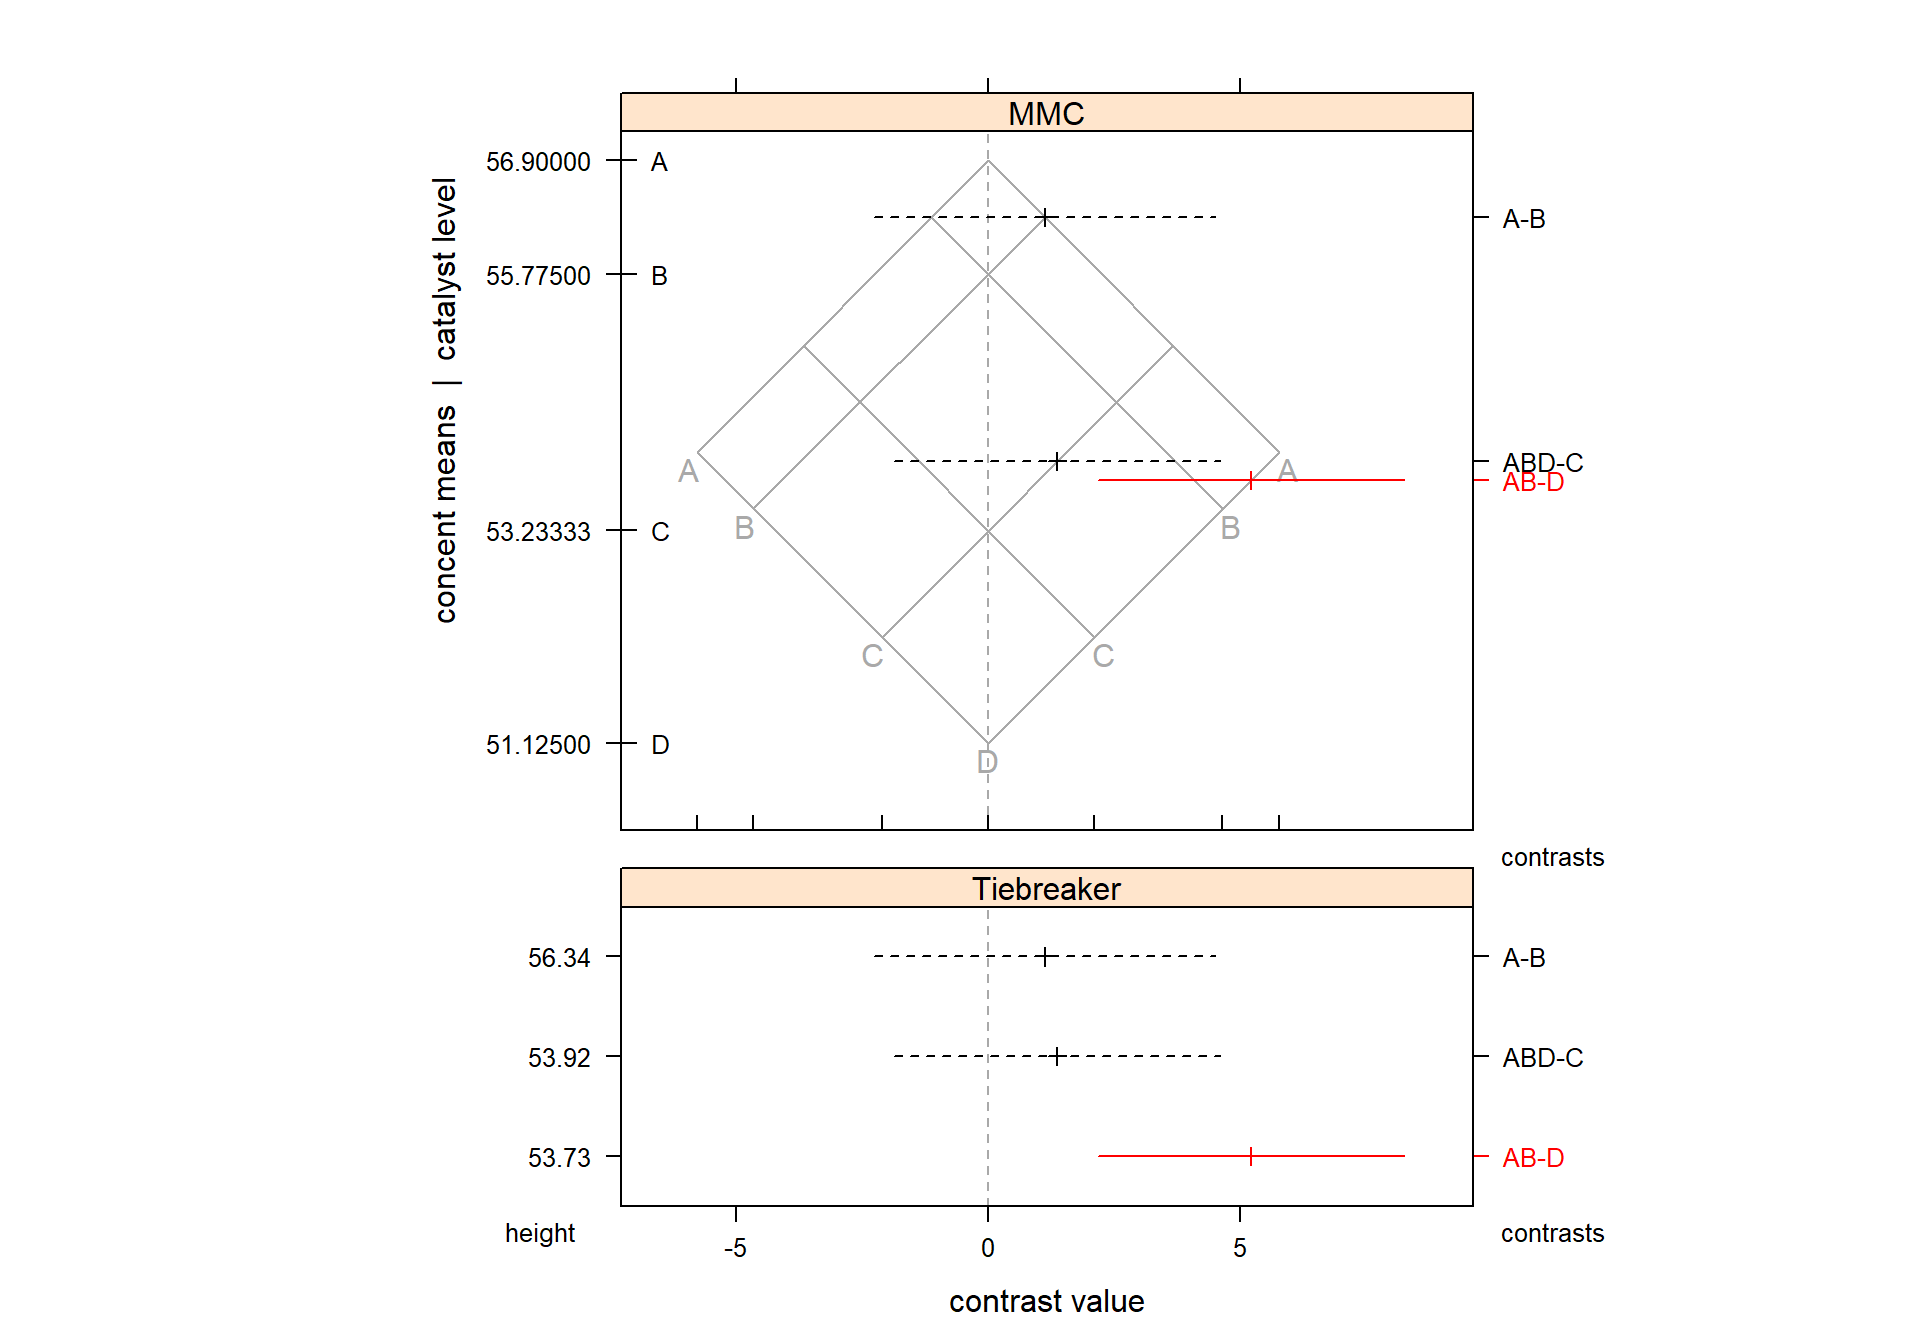 MMC
concent means | catalyst level
56.90000 A
A-B
55.77500 B
ABD-C
A A
AB-D
B B
53.23333 C
C C
51.12500 D
D
contrasts
Tiebreaker
56.34 A-B
53.92 ABD-C
53.73 AB-D
height contrasts
-5 0 5
contrast value